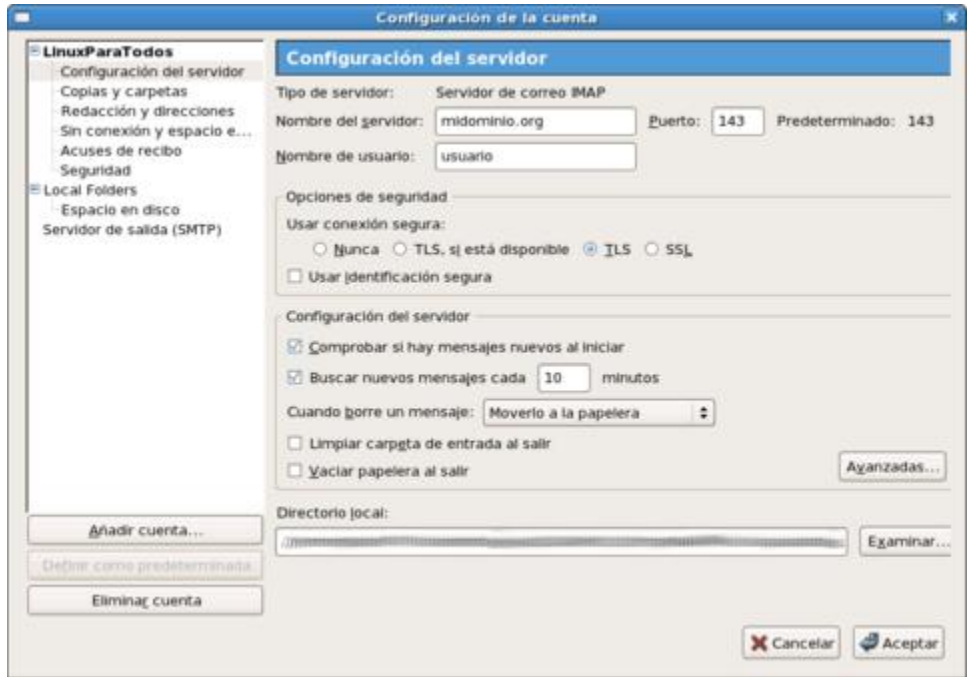 Configuración de la cuenta
LinuxParaTodos
Configuración del servidor
Copias y carpetas
Redacción y direcciones
Sin conexión y espacio e...
Acuses de recibo
Seguridad
Local Folders
Espacio en disco
Servidor de salida (SMTP)
Añadir cuenta...
Definir como predeterminada
Eliminar cuenta
Configuración del servidor
Tipo de servidor: Servidor de correo IMAP
Nombre del servidor: midominio.org Puerto: 143 Predeterminado: 143
Nombre de usuario: usuario
Opciones de seguridad
Usar conexión segura:
Nunca TLS, si está disponible TLS SSL
Usar identificación segura
Configuración del servidor
Comprobar si hay mensajes nuevos al iniciar
Buscar nuevos mensajes cada 10 minutos
Cuando borre un mensaje: Moverlo a la papelera
Limpiar carpeta de entrada al salir
Vaciar papelera al salir
Avanzadas...
Directorio local:
Examinar...
Cancelar Aceptar